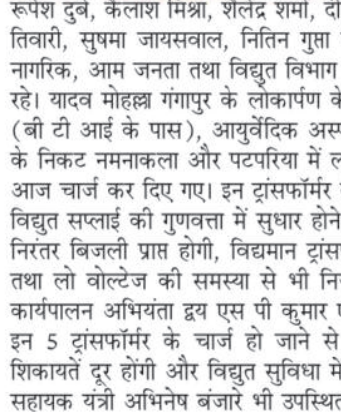 रूपेश दुबे, कैलाश मिश्रा, शैलेंद्र शर्मा, दी
तिवारी, सुषमा जायसवाल, नितिन गुप्ता
नागरिक, आम जनता तथा विद्युत विभाग
रहे। यादव मोहल्ला गंगापुर के लोकार्पण के
(बी टी आई के पास), आयुर्वेदिक अस्प
के निकट नमनाकला और पटपरिया में ल
आज चार्ज कर दिए गए। इन ट्रांसफॉर्मर
विद्युत सप्लाई की गुणवत्ता में सुधार होने
निरंतर बिजली प्राप्त होगी, विद्यमान ट्रांस
तथा लो वोल्टेज की समस्या से भी नि
कार्यपालन अभियंता द्वय एस पी कुमार ए
इन 5 ट्रांसफॉर्मर के चार्ज हो जाने से
शिकायतें दूर होंगी और विद्युत सुविधा मे
सहायक यंत्री अभिनेष बंजारे भी उपस्थित